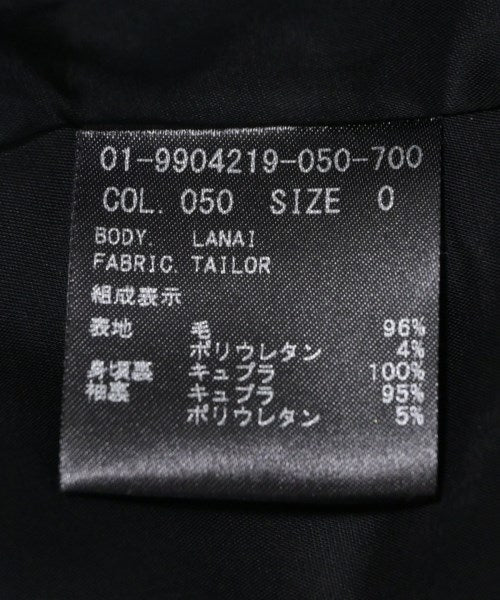 01-9904219-050-700
COL. 050 SIZE 0
BODY. LANAI
FABRIC. TAILOR
組成表示
表地 毛 96%
ポリウレタン 4%
身頃裏 キュプラ 100%
袖裏 キュプラ 95%
ポリウレタン 5%